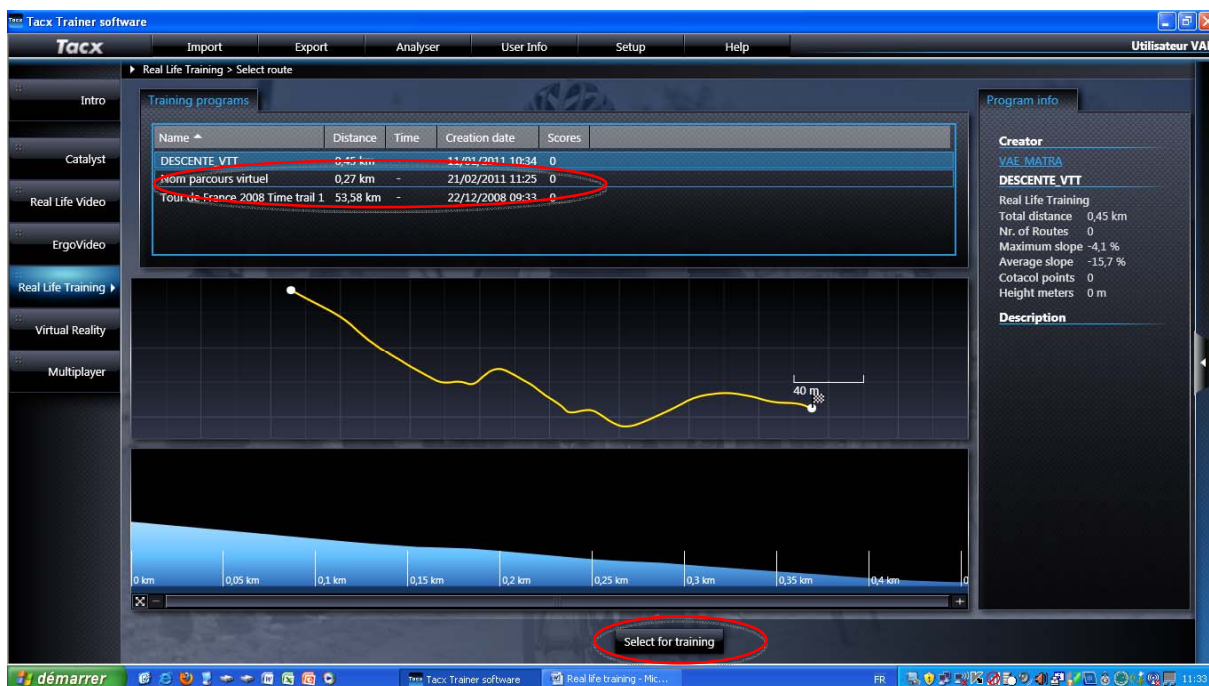 Tacx Trainer software
Tacx Import Export Analyser User Info Setup Help Utilisateur VAE
Real Life Training > Select route
Intro
Catalyst
Real Life Video
ErgoVideo
Real Life Training
Virtual Reality
Multiplayer
Training programs
Name Distance Time Creation date Scores
DESCENTE_VTT 0,45 km 11/01/2011 10:34 0
Nom parcours virtuel 0,27 km - 21/02/2011 11:25 0
Tour de France 2008 Time trail 1 53,58 km - 22/12/2008 09:33 0
40 m
0 km 0,05 km 0,1 km 0,15 km 0,2 km 0,25 km 0,3 km 0,35 km 0,4 km 0
Select for training
Program info
Creator
VAE_MATRA
DESCENTE_VTT
Real Life Training
Total distance 0,45 km
Nr. of Routes 0
Maximum slope -4,1 %
Average slope -15,7 %
Cotacol points 0
Height meters 0 m
Description
démarrer Tacx Trainer software Real life training - Mic... FR 11:33